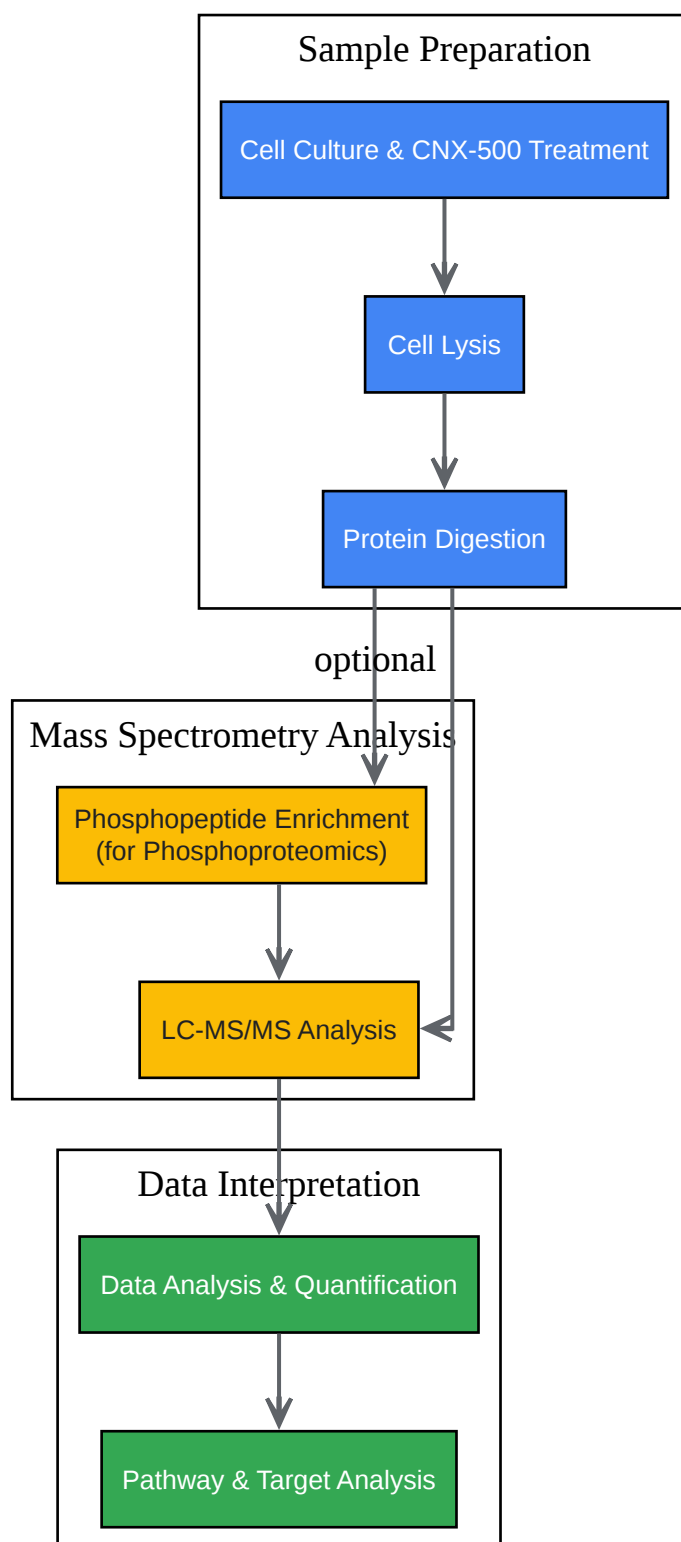 Sample Preparation
Cell Culture & CNX-500 Treatment
Cell Lysis
Protein Digestion
optional
Mass Spectrometry Analysis
Phosphopeptide Enrichment
(for Phosphoproteomics)
LC-MS/MS Analysis
Data Interpretation
Data Analysis & Quantification
Pathway & Target Analysis